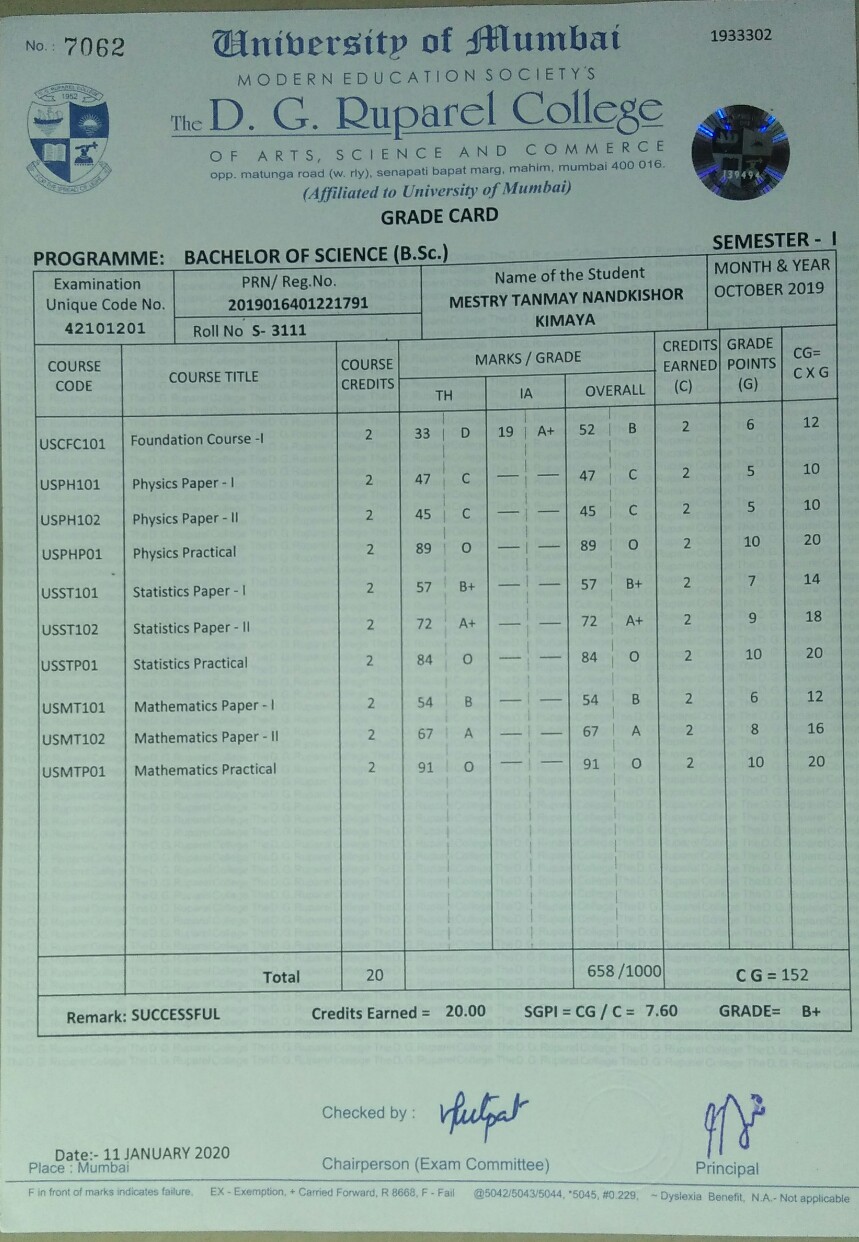 No. : 7062
University of Mumbai
1933302
MODERN EDUCATION SOCIETY'S
The D. G. Ruparel College
OF ARTS, SCIENCE AND COMMERCE
opp. matunga road (w. rly), senapati bapat marg, mahim, mumbai 400 016.
(Affiliated to University of Mumbai)
1952
139494
GRADE CARD
PROGRAMME: BACHELOR OF SCIENCE (B.Sc.)
SEMESTER - I
Examination Unique Code No. 42101201
PRN/ Reg.No. 2019016401221791
Roll No S- 3111
Name of the Student
MESTRY TANMAY NANDKISHOR
KIMAYA
MONTH & YEAR
OCTOBER 2019
COURSE CODE COURSE TITLE COURSE CREDITS MARKS / GRADE CREDITS EARNED (C) GRADE POINTS (G) CG= C X G
TH IA OVERALL
USCFC101 Foundation Course -I 2 33 D 19 A+ 52 B 2 6 12
USPH101 Physics Paper - I 2 47 C — — 47 C 2 5 10
USPH102 Physics Paper - II 2 45 C — — 45 C 2 5 10
USPHP01 Physics Practical 2 89 O — — 89 O 2 10 20
USST101 Statistics Paper - I 2 57 B+ — — 57 B+ 2 7 14
USST102 Statistics Paper - II 2 72 A+ — — 72 A+ 2 9 18
USSTP01 Statistics Practical 2 84 O — — 84 O 2 10 20
USMT101 Mathematics Paper - I 2 54 B — — 54 B 2 6 12
USMT102 Mathematics Paper - II 2 67 A — — 67 A 2 8 16
USMTP01 Mathematics Practical 2 91 O — — 91 O 2 10 20
Total 20 658 /1000 C G = 152
Remark: SUCCESSFUL Credits Earned = 20.00 SGPI = CG / C = 7.60 GRADE= B+
Checked by :
Date:- 11 JANUARY 2020
Place : Mumbai
Chairperson (Exam Committee)
Principal
F in front of marks indicates failure, EX - Exemption, + Carried Forward, R 8668, F - Fail @5042/5043/5044, *5045, #0.229, ~ Dyslexia Benefit, N.A.- Not applicable